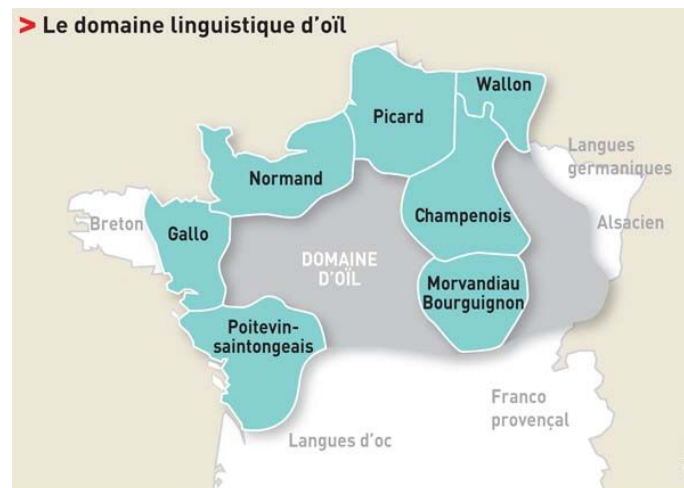 > Le domaine linguistique d'oïl
Wallon
Picard
Langues
germaniques
Normand
Champenois
Alsacien
Breton
Gallo
DOMAINE
D'OÏL
Morvandiau
Bourguignon
Poitevin-
saintongeais
Franco
provençal
Langues d'oc